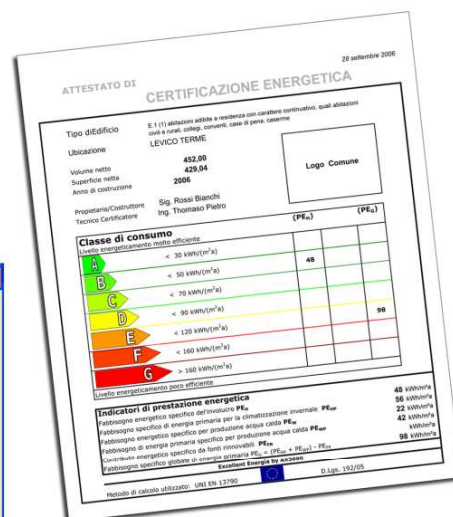 28 settembre 2006
ATTESTATO DI
CERTIFICAZIONE ENERGETICA
Tipo diEdificio E.1 (1) abitazioni adibite a residenza con carattere continuativo, quali abitazioni
civili e rurali, collegi, conventi, case di pena, caserme
Ubicazione LEVICO TERME
Volume netto 452,00
Superficie netta 429,04
Anno di costruzione 2006
Logo Comune
Propietario/Costruttore Sig. Rossi Bianchi
Tecnico Certificatore Ing. Thomaso Pietro
Classe di consumo (PEH) (PEG)
Livello energeticamente molto efficiente
A < 30 kWh/(m²a)
B < 50 kWh/(m²a) 48
C < 70 kWh/(m²a)
D < 90 kWh/(m²a)
E < 120 kWh/(m²a) 98
F < 160 kWh/(m²a)
G > 160 kWh/(m²a)
Livello energeticamente poco efficiente
Indicatori di prestazione energetica
Fabbisogno energetico specifico dell'involucro PEH 48 kWh/m²a
Fabbisogno specifico di energia primaria per la climatizzazione invernale PEHP 56 kWh/m²a
Fabbisogno energetico specifico per produzione acqua calda PEW 22 kWh/m²a
Fabbisogno di energia primaria specifico per produzione acqua calda PEWP 42 kWh/m²a
Contributo energetico specifico da fonti rinnovabili PEFR kWh/m²a
Fabbisogno specifico globale di energia primaria PEG = (PEHP + PEWP) - PEFR 98 kWh/m²a
Excellent Energia by AX3000
Metodo di calcolo utilizzato: UNI EN 13790 D.Lgs. 192/05